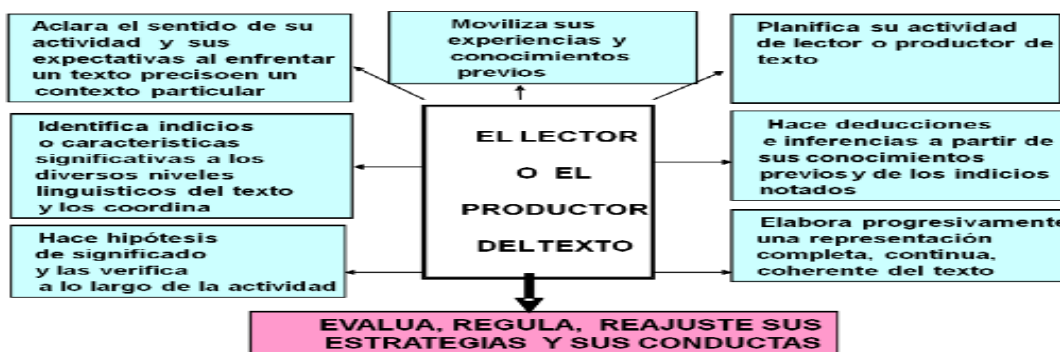 Aclara el sentido de su
actividad y sus
expectativas al enfrentar
un texto precisoen un
contexto particular
Moviliza sus
experiencias y
conocimientos
previos
Planifica su actividad
de lector o productor de
texto
Identifica indicios
o características
significativas a los
diversos niveles
linguisticos del texto
y los coordina
EL LECTOR
O EL
PRODUCTOR
DELTEXTO
Hace deducciones
e inferencias a partir de
sus conocimientos
previos y de los indicios
notados
Hace hipótesis
de significado
y las verifica
a lo largo de la actividad
Elabora progresivamente
una representación
completa, continua,
coherente del texto
EVALUA, REGULA, REAJUSTE SUS
ESTRATEGIAS Y SUS CONDUCTAS